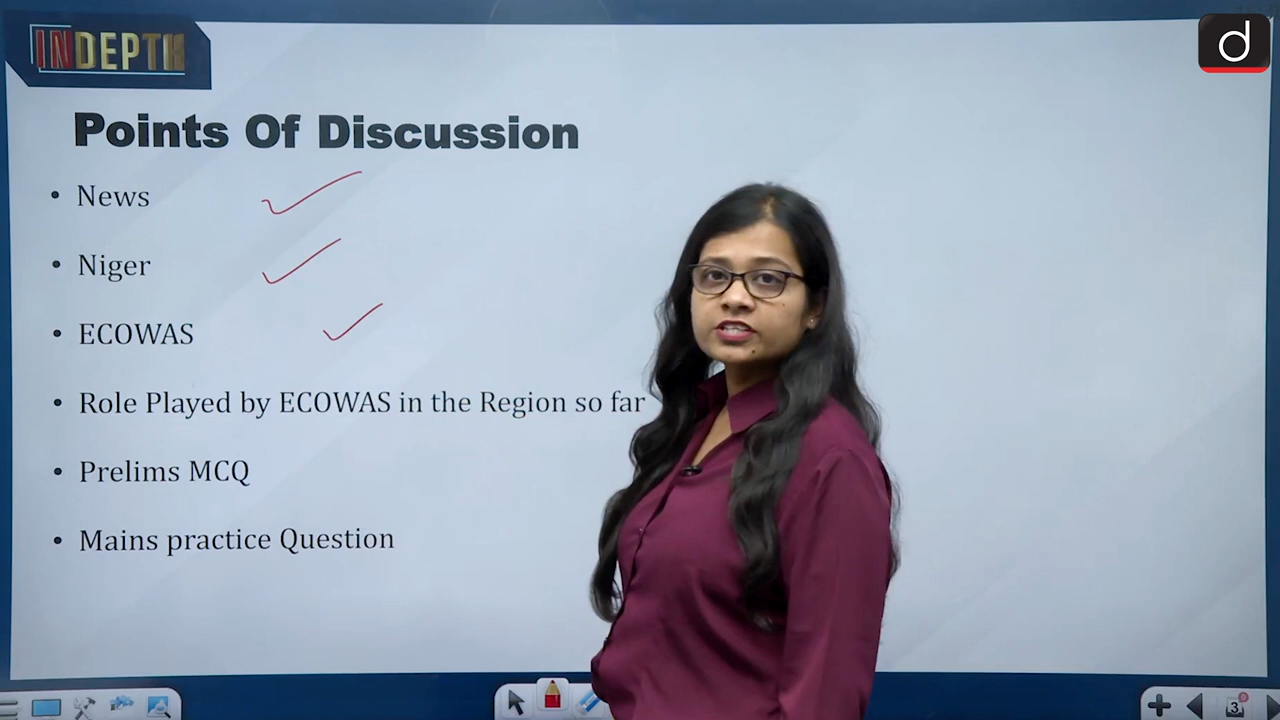 INDEPTH
d
Points Of Discussion
• News
• Niger
• ECOWAS
• Role Played by ECOWAS in the Region so far
• Prelims MCQ
• Mains practice Question
3